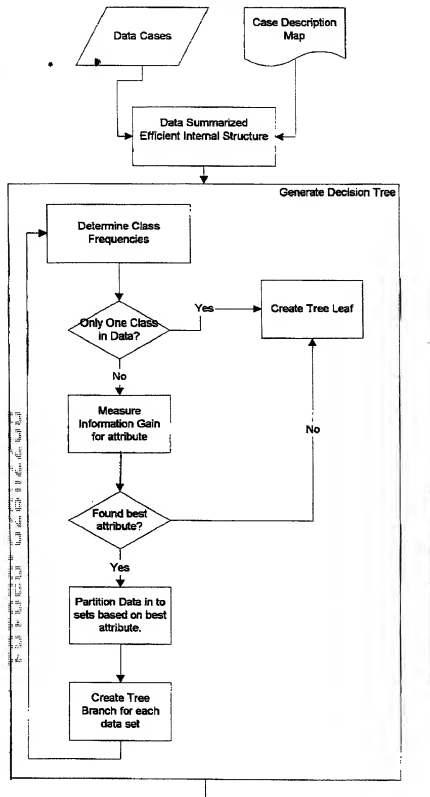 Data Cases
Case Description
Map
Data Summarized
Efficient Internal Structure
Generate Decision Tree
Determine Class
Frequencies
Only One Class
in Data?
Yes
Create Tree Leaf
No
Measure
Information Gain
for attribute
No
Found best
attribute?
Yes
Partition Data in to
sets based on best
attribute.
Create Tree
Branch for each
data set